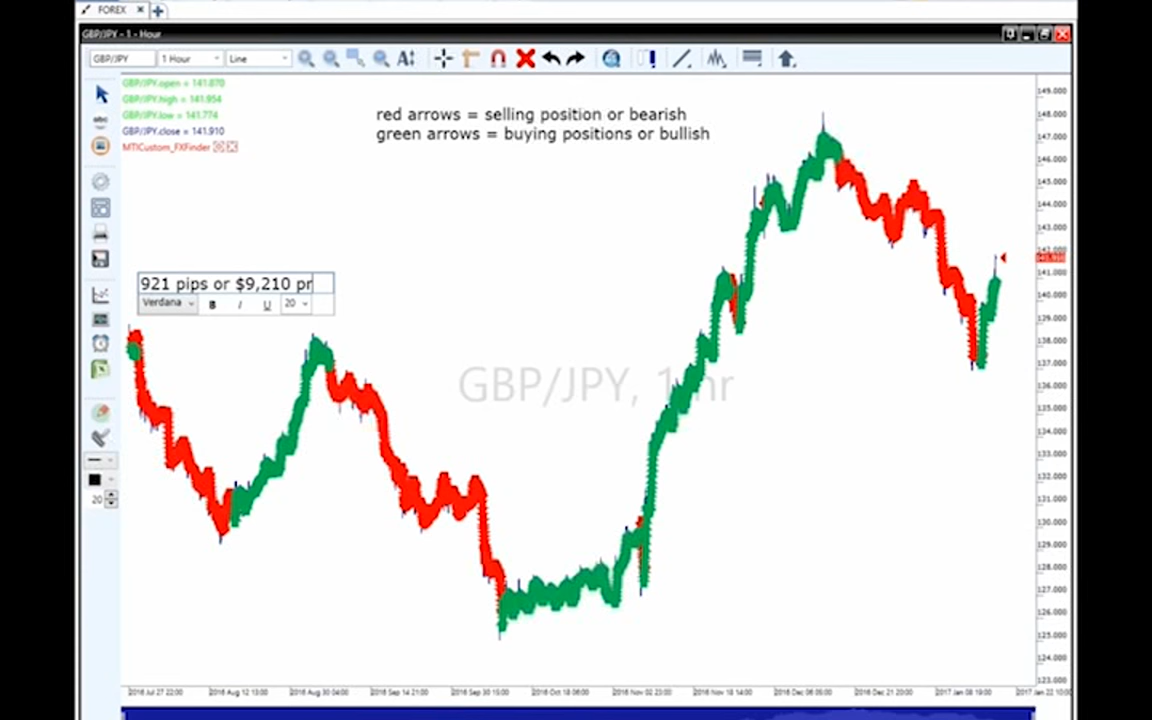 FOREX
GBP/JPY - 1 - Hour
GBP/JPY 1 Hour Line
GBP/JPY.open = 141.870
GBP/JPY.high = 141.954
GBP/JPY.low = 141.774
GBP/JPY.close = 141.910
MTICustom_FXFinder
red arrows = selling position or bearish
green arrows = buying positions or bullish
921 pips or $9,210 pr
Verdana B I U 20
GBP/JPY, 1 hr
abc
20
149.000
148.000
147.000
146.000
145.000
144.000
143.000
142.000
141.910
141.000
140.000
139.000
138.000
137.000
136.000
135.000
134.000
133.000
132.000
131.000
130.000
129.000
128.000
127.000
126.000
125.000
124.000
123.000
2016 Jul 27 22:00 2016 Aug 12 13:00 2016 Aug 30 04:00 2016 Sep 14 21:00 2016 Sep 30 15:00 2016 Oct 18 06:00 2016 Nov 02 23:00 2016 Nov 18 14:00 2016 Dec 06 05:00 2016 Dec 21 20:00 2017 Jan 08 19:00 2017 Jan 22 10:00